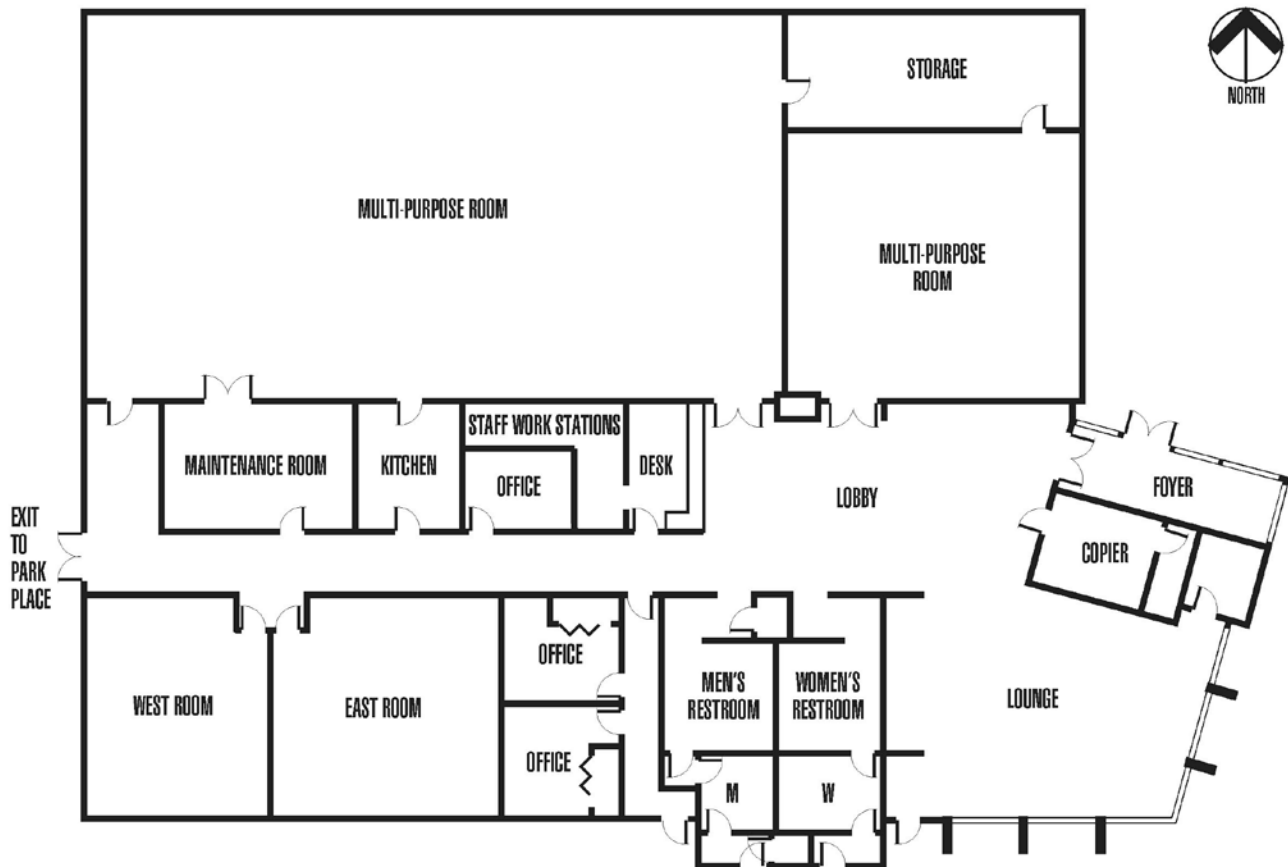 STORAGE
NORTH
MULTI-PURPOSE ROOM
MULTI-PURPOSE
ROOM
STAFF WORK STATIONS
MAINTENANCE ROOM
KITCHEN
OFFICE
DESK
LOBBY
FOYER
COPIER
EXIT
TO
PARK
PLACE
WEST ROOM
EAST ROOM
OFFICE
OFFICE
MEN'S
RESTROOM
WOMEN'S
RESTROOM
LOUNGE
M
W